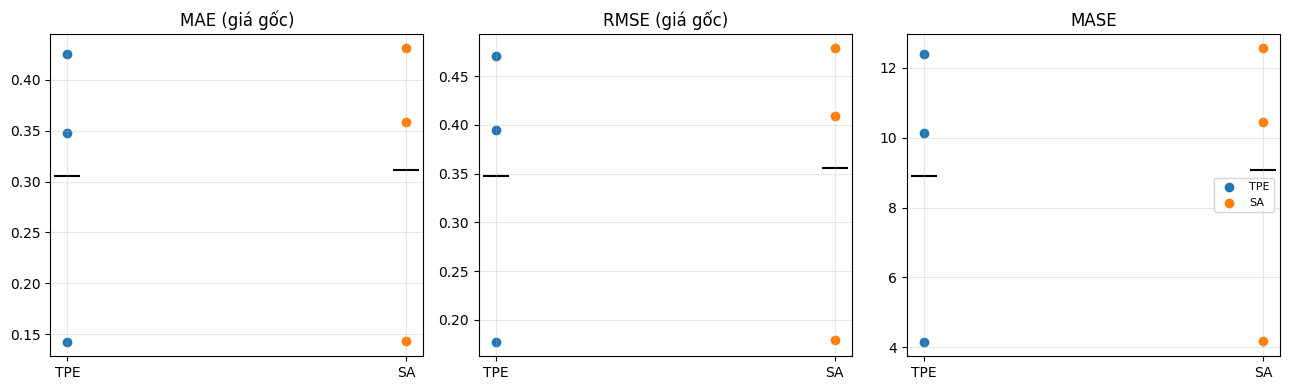 MAE (giá gốc)
0.40
0.35
0.30
0.25
0.20
0.15
TPE
SA
RMSE (giá gốc)
0.45
0.40
0.35
0.30
0.25
0.20
TPE
SA
MASE
12
10
8
6
4
TPE
SA
TPE
SA